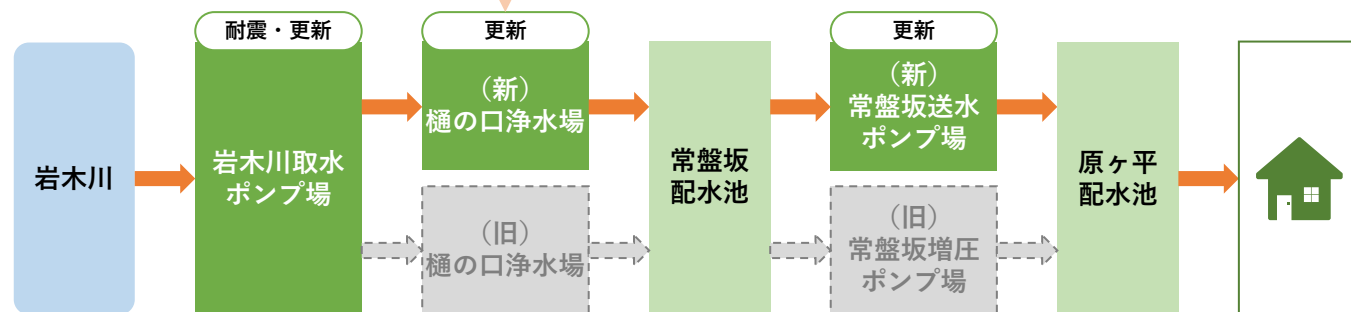 耐震・更新
更新
更新
岩木川
岩木川取水
ポンプ場
（新）
樋の口浄水場
（旧）
樋の口浄水場
常盤坂
配水池
（新）
常盤坂送水
ポンプ場
（旧）
常盤坂増圧
ポンプ場
原ヶ平
配水池